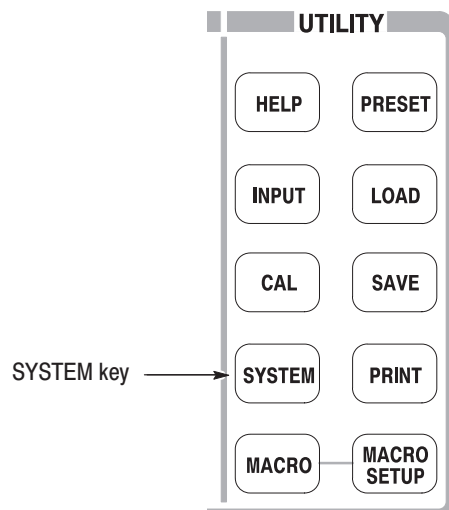 UTILITY
HELP PRESET
INPUT LOAD
CAL SAVE
SYSTEM key SYSTEM PRINT
MACRO MACRO
SETUP